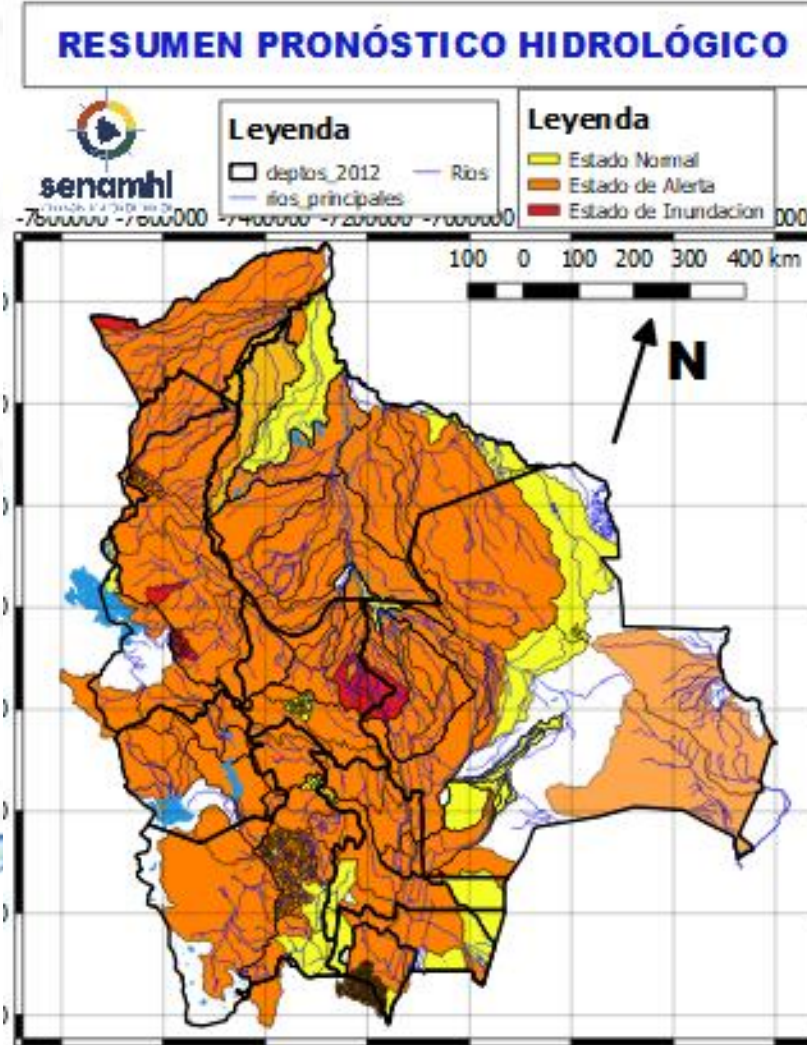 RESUMEN PRONÓSTICO HIDROLÓGICO
senamhi
Leyenda
deptos_2012
Rios
rios_principales
Leyenda
Estado Normal
Estado de Alerta
Estado de Inundacion
-7600000 -7400000 -7200000 -7000000
100 0 100 200 300 400 km
N